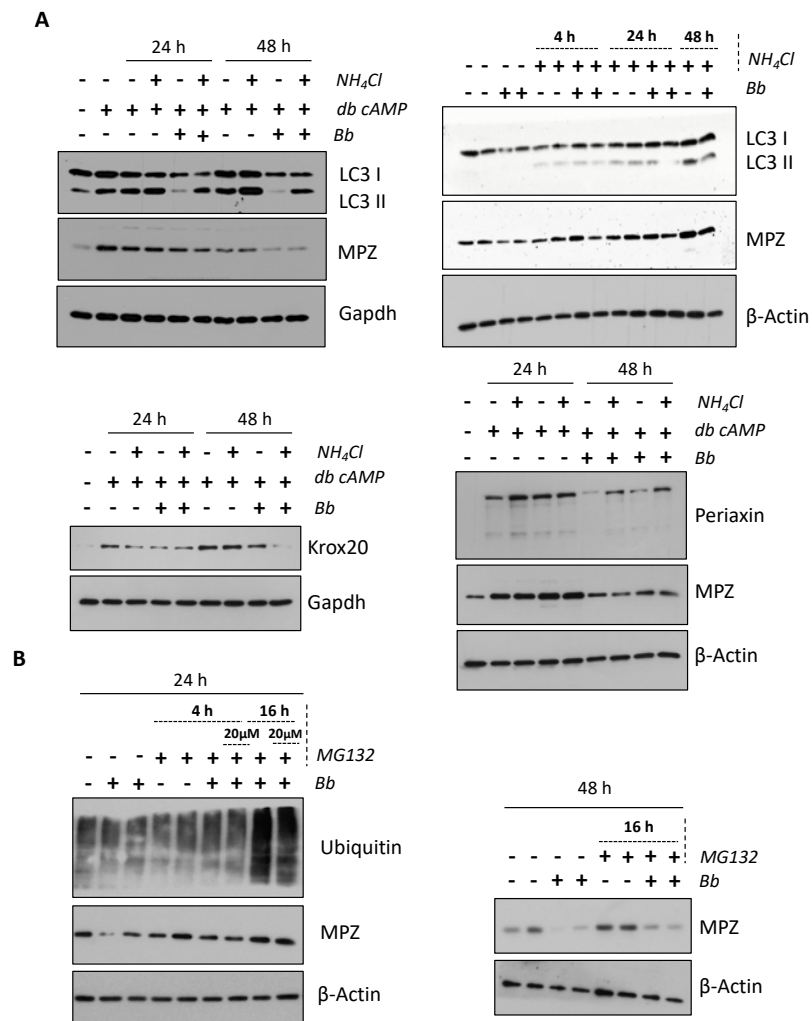 A
24 h 48 h
- - - + - + - + - + NH4Cl
- + + + + + + + + + db cAMP
- - - - + + - - + + Bb
LC3 I
LC3 II
MPZ
Gapdh
4 h 24 h 48 h
- - - - + + + + + + + + + + NH4Cl
- - + + - - + + - - + + - + Bb
LC3 I
LC3 II
MPZ
β-Actin
24 h 48 h
- - + - + - + - + NH4Cl
- + + + + + + + + db cAMP
- - - + + - - + + Bb
Krox20
Gapdh
24 h 48 h
- - + - + - + - + NH4Cl
- + + + + + + + + db cAMP
- - - - - + + + + Bb
Periaxin
MPZ
β-Actin
B
24 h
4 h 16 h
20µM 20µM
- - - + + + + + + MG132
- + + - - + + + + Bb
Ubiquitin
MPZ
β-Actin
48 h
16 h
- - - - + + + + MG132
- - + + - - + + Bb
MPZ
β-Actin